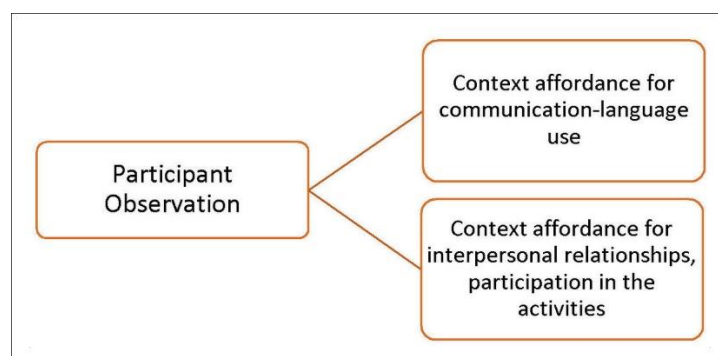 Participant
Observation
Context affordance for
communication-language
use
Context affordance for
interpersonal relationships,
participation in the
activities